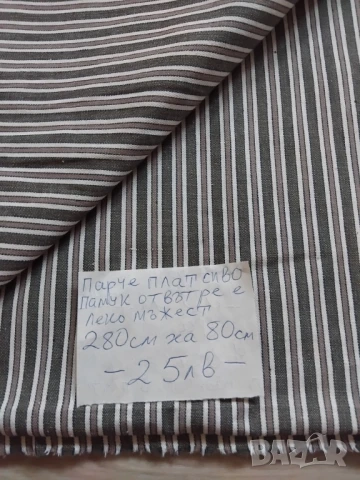 парче платсиво
памук отвътре е
леко мъжест
280см ха 80см
- 25лв -
BAZAR